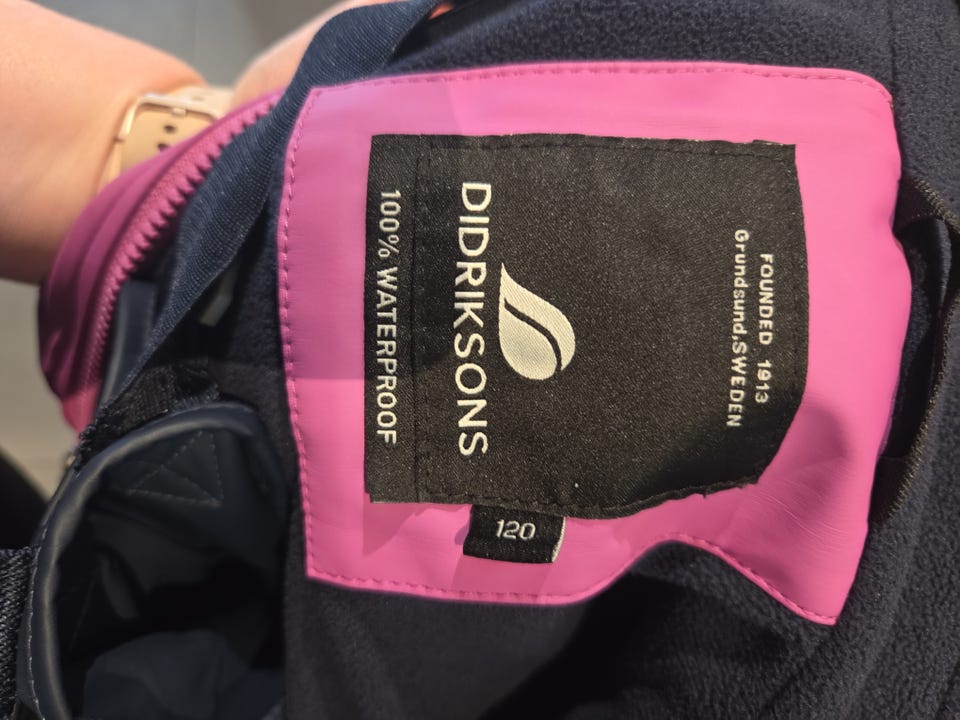 FOUNDED 1913
Grundsund,SWEDEN
DIDRIKSONS
100% WATERPROOF
120